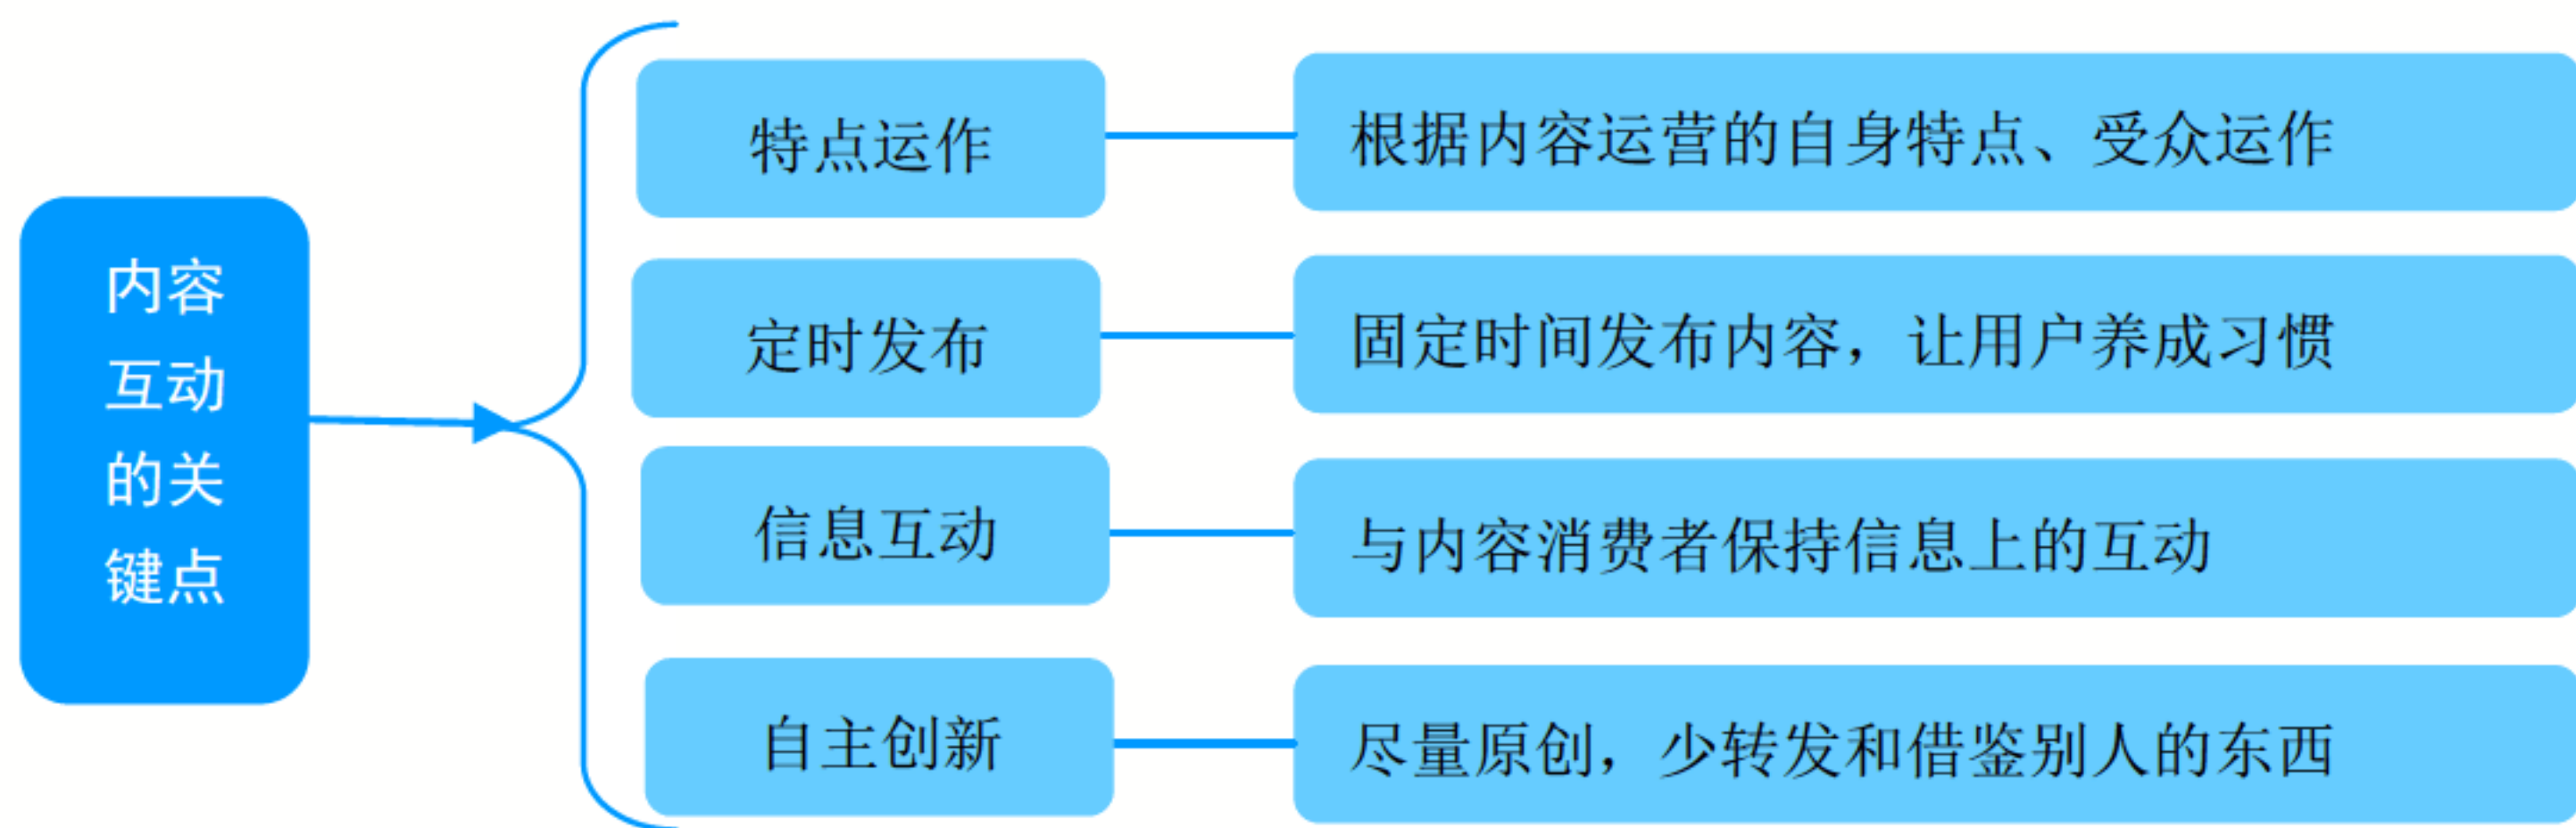 内容
互动
的关
键点
特点运作
根据内容运营的自身特点、受众运作
定时发布
固定时间发布内容，让用户养成习惯
信息互动
与内容消费者保持信息上的互动
自主创新
尽量原创，少转发和借鉴别人的东西